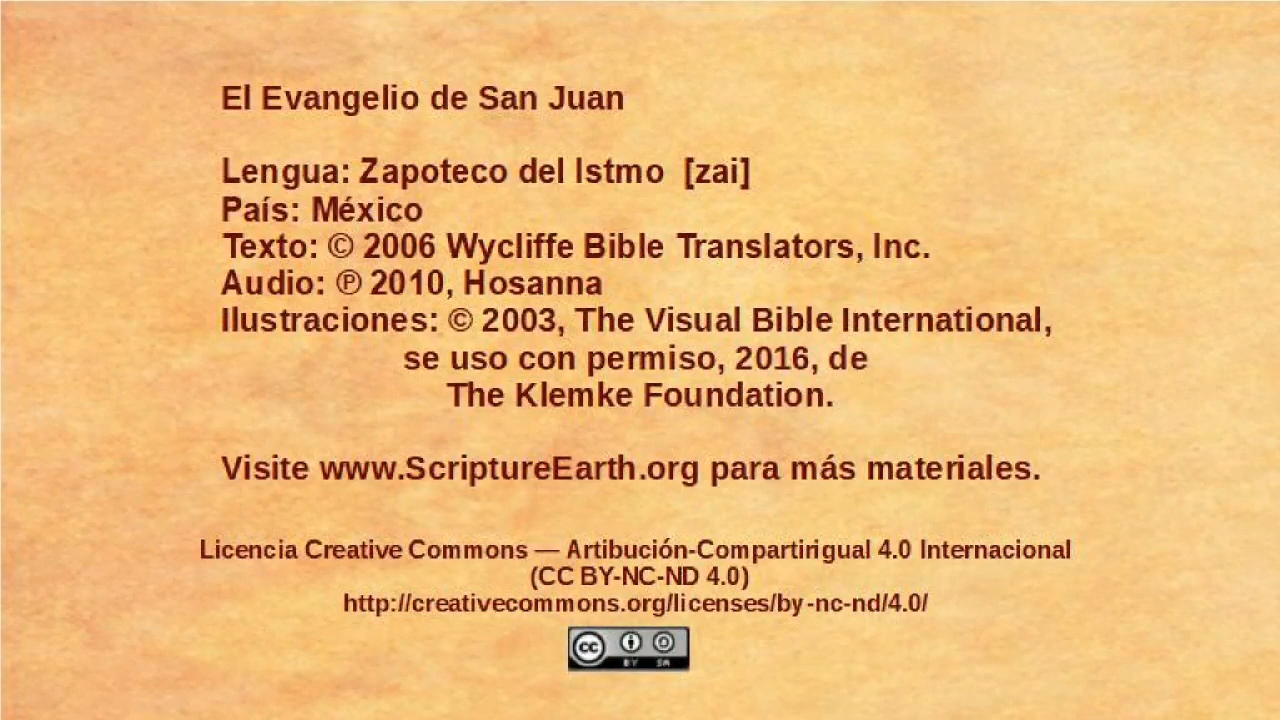 El Evangelio de San Juan
Lengua: Zapoteco del Istmo [zai]
País: México
Texto: © 2006 Wycliffe Bible Translators, Inc.
Audio: ℗ 2010, Hosanna
Ilustraciones: © 2003, The Visual Bible International,
se uso con permiso, 2016, de
The Klemke Foundation.
Visite www.ScriptureEarth.org para más materiales.
Licencia Creative Commons — Artibución-Compartirigual 4.0 Internacional
(CC BY-NC-ND 4.0)
http://creativecommons.org/licenses/by-nc-nd/4.0/
cc
BY SA